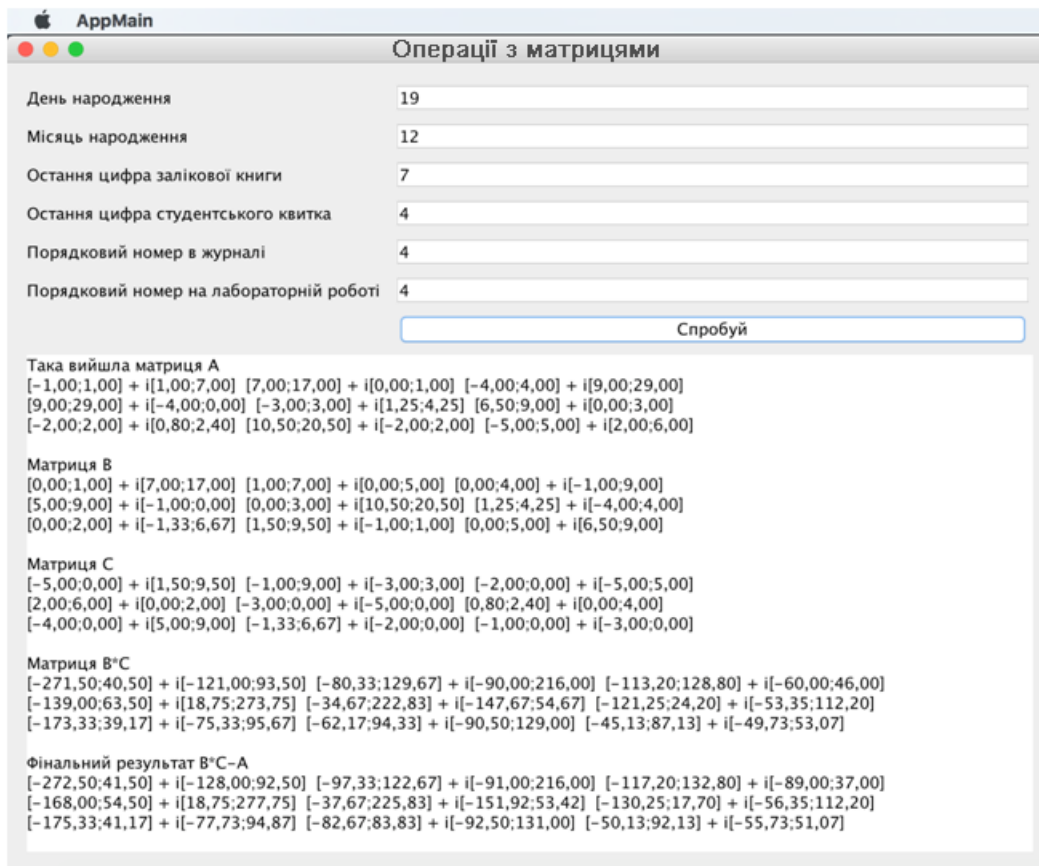 AppMain
Операції з матрицями
День народження 19
Місяць народження 12
Остання цифра залікової книги 7
Остання цифра студентського квитка 4
Порядковий номер в журналі 4
Порядковий номер на лабораторній роботі 4
Спробуй
Така вийшла матриця А
[-1,00;1,00] + i[1,00;7,00]  [7,00;17,00] + i[0,00;1,00]  [-4,00;4,00] + i[9,00;29,00]
[9,00;29,00] + i[-4,00;0,00]  [-3,00;3,00] + i[1,25;4,25]  [6,50;9,00] + i[0,00;3,00]
[-2,00;2,00] + i[0,80;2,40]  [10,50;20,50] + i[-2,00;2,00]  [-5,00;5,00] + i[2,00;6,00]
Матриця В
[0,00;1,00] + i[7,00;17,00]  [1,00;7,00] + i[0,00;5,00]  [0,00;4,00] + i[-1,00;9,00]
[5,00;9,00] + i[-1,00;0,00]  [0,00;3,00] + i[10,50;20,50]  [1,25;4,25] + i[-4,00;4,00]
[0,00;2,00] + i[-1,33;6,67]  [1,50;9,50] + i[-1,00;1,00]  [0,00;5,00] + i[6,50;9,00]
Матриця С
[-5,00;0,00] + i[1,50;9,50]  [-1,00;9,00] + i[-3,00;3,00]  [-2,00;0,00] + i[-5,00;5,00]
[2,00;6,00] + i[0,00;2,00]  [-3,00;0,00] + i[-5,00;0,00]  [0,80;2,40] + i[0,00;4,00]
[-4,00;0,00] + i[5,00;9,00]  [-1,33;6,67] + i[-2,00;0,00]  [-1,00;0,00] + i[-3,00;0,00]
Матриця В*С
[-271,50;40,50] + i[-121,00;93,50]  [-80,33;129,67] + i[-90,00;216,00]  [-113,20;128,80] + i[-60,00;46,00]
[-139,00;63,50] + i[18,75;273,75]  [-34,67;222,83] + i[-147,67;54,67]  [-121,25;24,20] + i[-53,35;112,20]
[-173,33;39,17] + i[-75,33;95,67]  [-62,17;94,33] + i[-90,50;129,00]  [-45,13;87,13] + i[-49,73;53,07]
Фінальний результат В*С-А
[-272,50;41,50] + i[-128,00;92,50]  [-97,33;122,67] + i[-91,00;216,00]  [-117,20;132,80] + i[-89,00;37,00]
[-168,00;54,50] + i[18,75;277,75]  [-37,67;225,83] + i[-151,92;53,42]  [-130,25;17,70] + i[-56,35;112,20]
[-175,33;41,17] + i[-77,73;94,87]  [-82,67;83,83] + i[-92,50;131,00]  [-50,13;92,13] + i[-55,73;51,07]